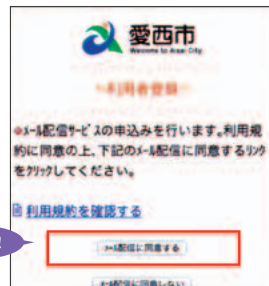 愛西市
Welcome to Aisai City
利用者登録
●ﾒｰﾙ配信ｻｰﾋﾞｽの申込みを行います。利用規
約に同意の上、下記のﾒｰﾙ配信に同意するﾘﾝｸ
をｸﾘｯｸしてください。
利用規約を確認する
ﾒｰﾙ配信に同意する
ﾒｰﾙ配信に同意しない